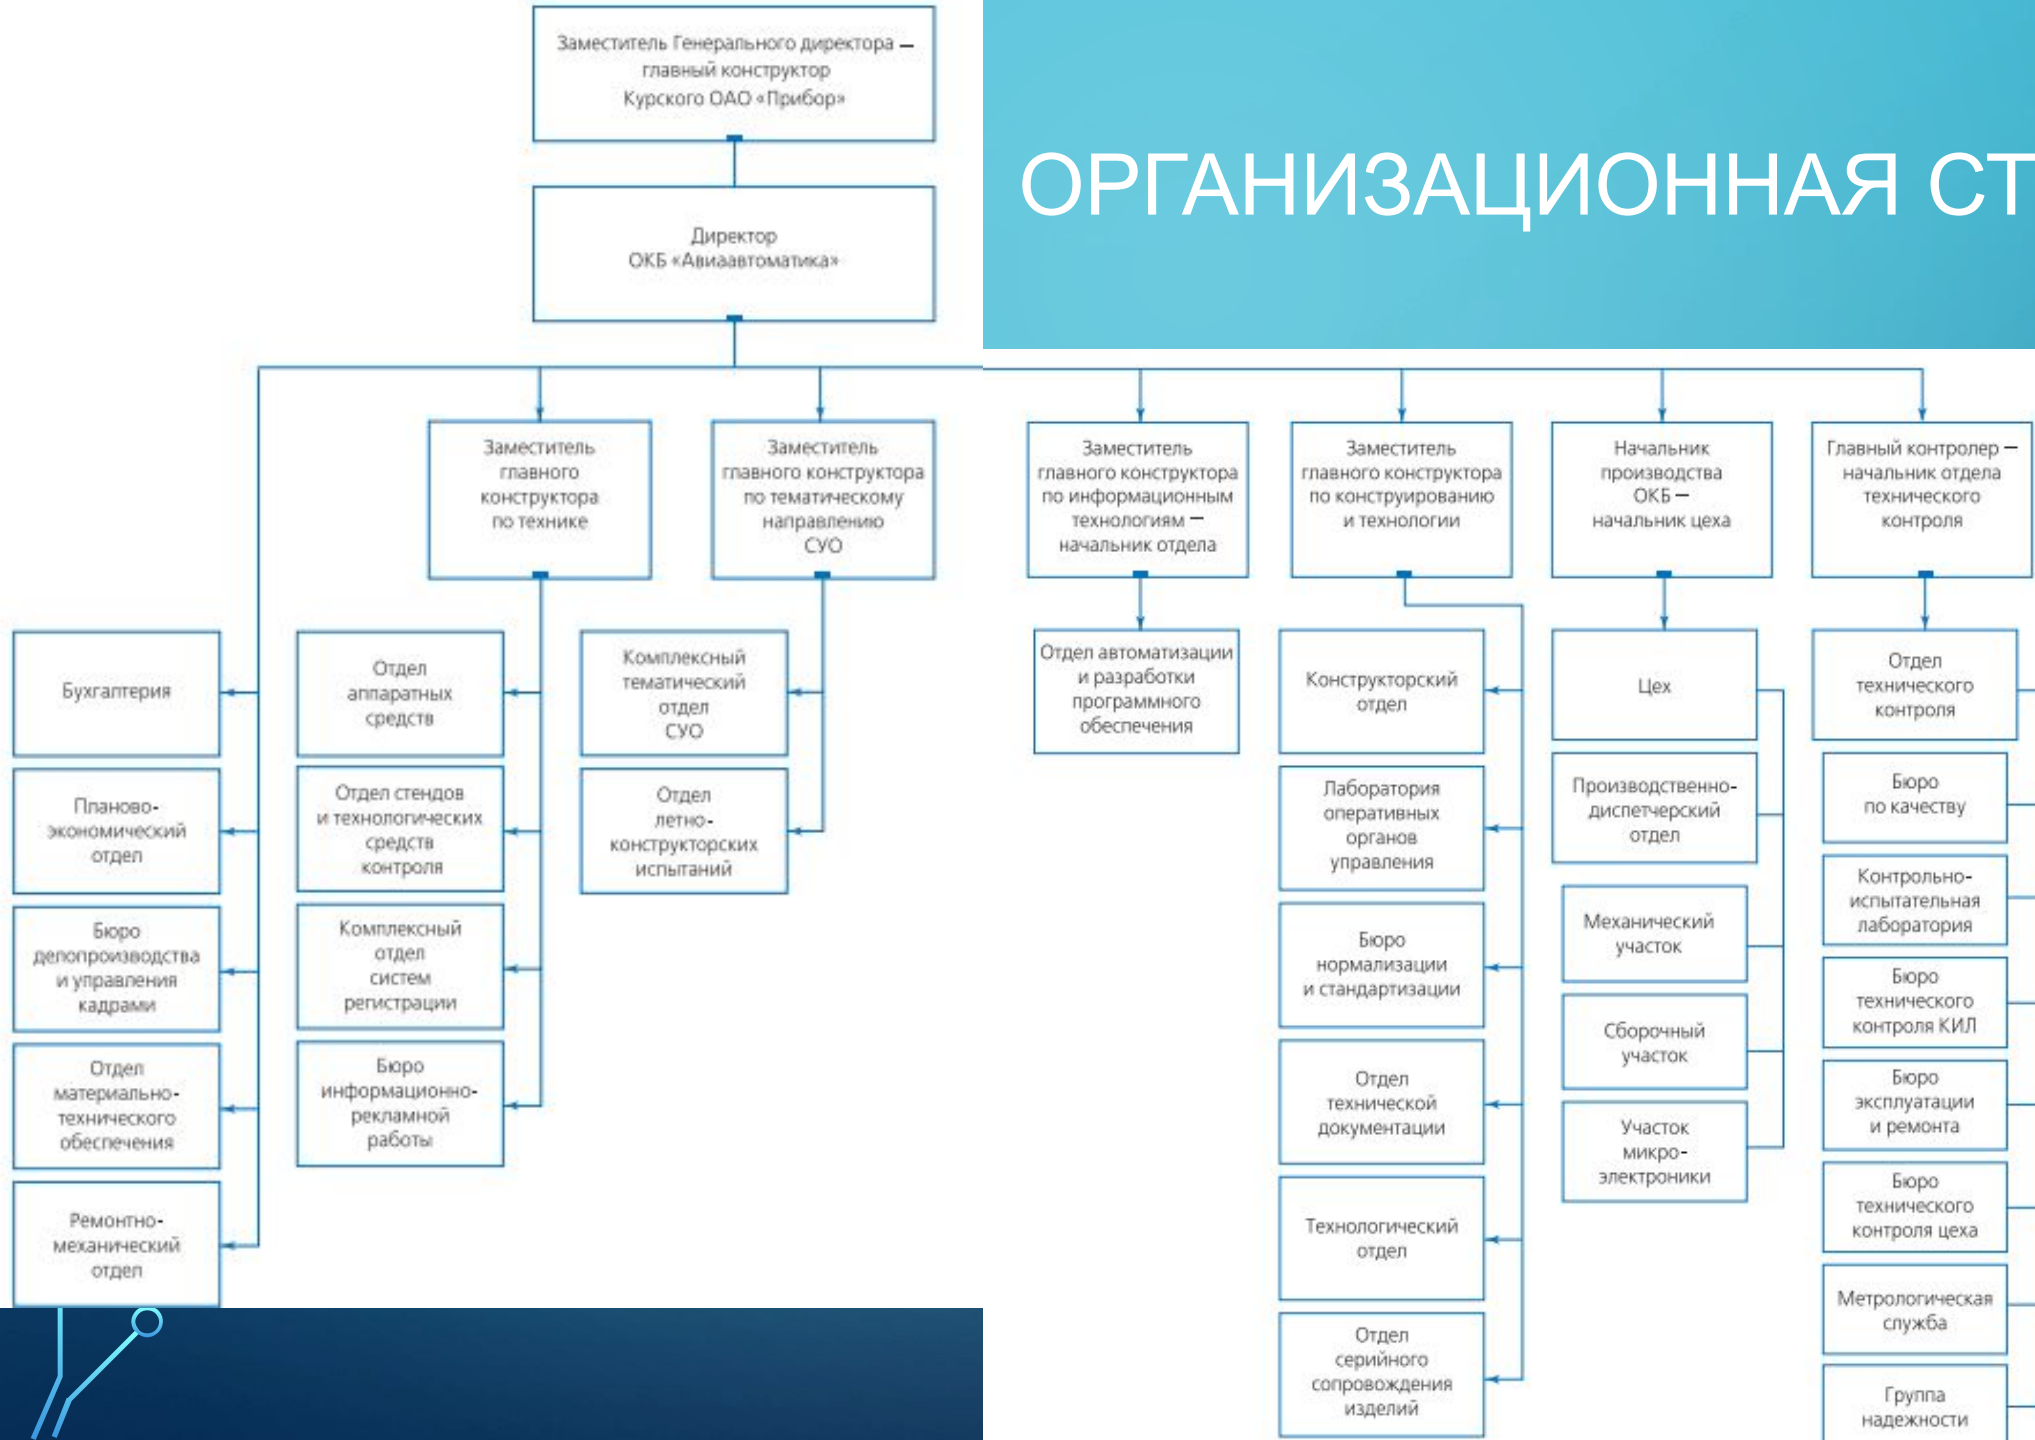 Заместитель Генерального директора —
главный конструктор
Курского ОАО «Прибор»
Директор
ОКБ «Авиаавтоматика»
ОРГАНИЗАЦИОННАЯ СТ
Заместитель
главного
конструктора
по технике
Заместитель
главного конструктора
по тематическому
направлению
СУО
Заместитель
главного конструктора
по информационным
технологиям —
начальник отдела
Заместитель
главного конструктора
по конструированию
и технологии
Начальник
производства
ОКБ —
начальник цеха
Главный контролер —
начальник отдела
технического
контроля
Бухгалтерия
Планово-
экономический
отдел
Бюро
делопроизводства
и управления
кадрами
Отдел
материально-
технического
обеспечения
Ремонтно-
механический
отдел
Отдел
аппаратных
средств
Отдел стендов
и технологических
средств
контроля
Комплексный
отдел
систем
регистрации
Бюро
информационно-
рекламной
работы
Комплексный
тематический
отдел
СУО
Отдел
летно-
конструкторских
испытаний
Отдел автоматизации
и разработки
программного
обеспечения
Конструкторский
отдел
Лаборатория
оперативных
органов
управления
Бюро
нормализации
и стандартизации
Отдел
технической
документации
Технологический
отдел
Отдел
серийного
сопровождения
изделий
Цех
Производственно-
диспетчерский
отдел
Механический
участок
Сборочный
участок
Участок
микро-
электроники
Отдел
технического
контроля
Бюро
по качеству
Контрольно-
испытательная
лаборатория
Бюро
технического
контроля КИЛ
Бюро
эксплуатации
и ремонта
Бюро
технического
контроля цеха
Метрологическая
служба
Группа
надежности